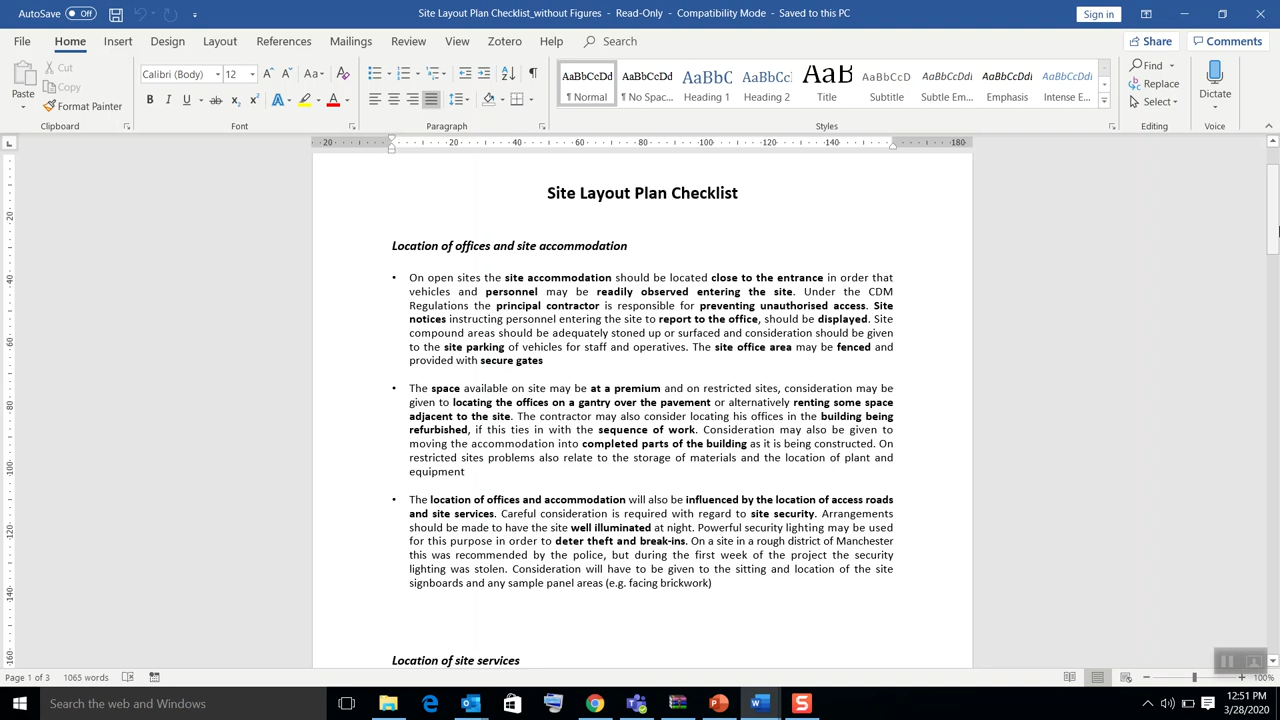 AutoSave Off
Site Layout Plan Checklist_without Figures - Read-Only - Compatibility Mode - Saved to this PC
Sign in
File Home Insert Design Layout References Mailings Review View Zotero Help Search
Share Comments
Paste
Cut
Copy
Format Painter
Calibri (Body) 12
AaBbCcDd AaBbCcDd AaBbC AaBbC AaB AaBbCcD AaBbCcDd AaBbCcDd AaBbCcDd
¶ Normal ¶ No Spac... Heading 1 Heading 2 Title Subtitle Subtle Em... Emphasis Intense E...
Find
Replace
Select
Dictate
Clipboard Font Paragraph Styles Editing Voice
20 20 40 60 80 100 120 140 180
Site Layout Plan Checklist
Location of offices and site accommodation
• On open sites the site accommodation should be located close to the entrance in order that
vehicles and personnel may be readily observed entering the site. Under the CDM
Regulations the principal contractor is responsible for preventing unauthorised access. Site
notices instructing personnel entering the site to report to the office, should be displayed. Site
compound areas should be adequately stoned up or surfaced and consideration should be given
to the site parking of vehicles for staff and operatives. The site office area may be fenced and
provided with secure gates
• The space available on site may be at a premium and on restricted sites, consideration may be
given to locating the offices on a gantry over the pavement or alternatively renting some space
adjacent to the site. The contractor may also consider locating his offices in the building being
refurbished, if this ties in with the sequence of work. Consideration may also be given to
moving the accommodation into completed parts of the building as it is being constructed. On
restricted sites problems also relate to the storage of materials and the location of plant and
equipment
• The location of offices and accommodation will also be influenced by the location of access roads
and site services. Careful consideration is required with regard to site security. Arrangements
should be made to have the site well illuminated at night. Powerful security lighting may be used
for this purpose in order to deter theft and break-ins. On a site in a rough district of Manchester
this was recommended by the police, but during the first week of the project the security
lighting was stolen. Consideration will have to be given to the sitting and location of the site
signboards and any sample panel areas (e.g. facing brickwork)
Location of site services
Page 1 of 3 1065 words
100%
Search the web and Windows
12:51 PM
3/28/2020